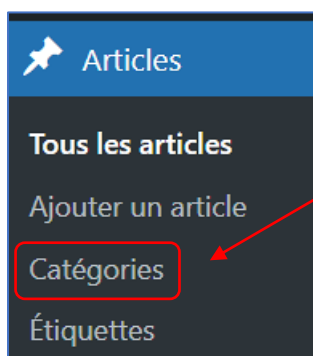 Articles
Tous les articles
Ajouter un article
Catégories
Étiquettes